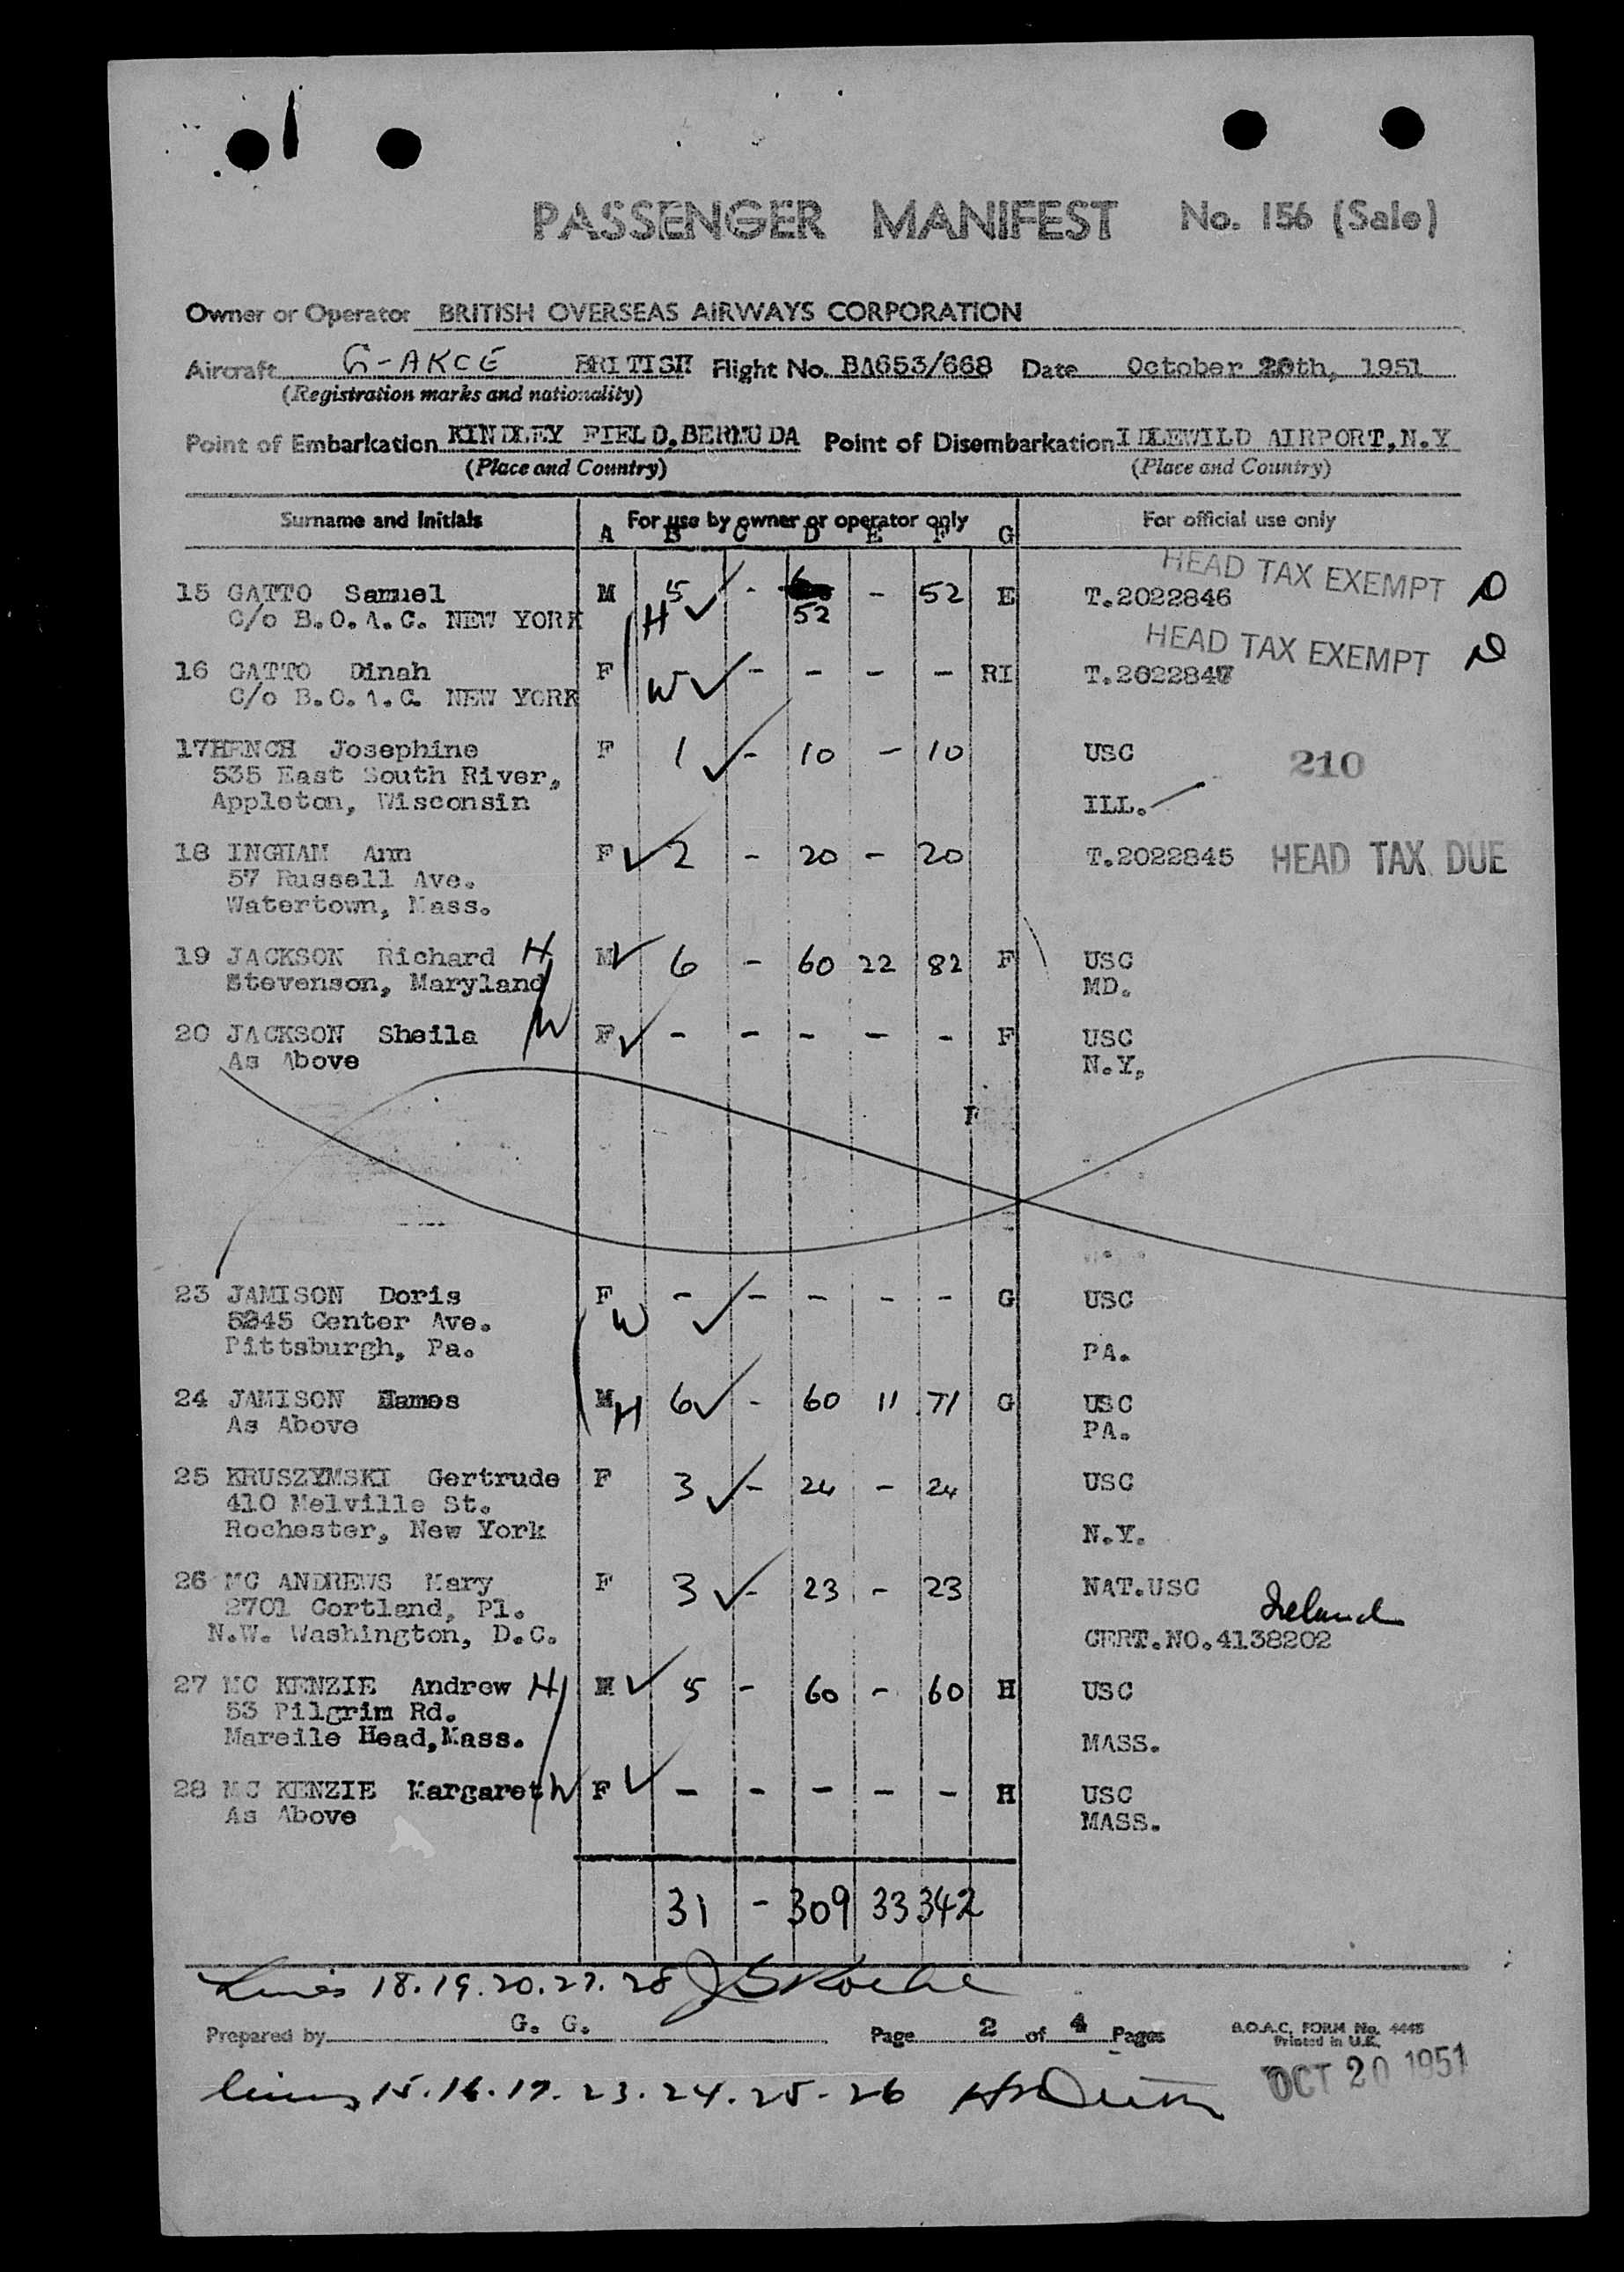 PASSENGER MANIFEST No. 156 (Sale)
Owner or Operator BRITISH OVERSEAS AIRWAYS CORPORATION
Aircraft G-AKCE BRITISH Flight No. BA653/668 Date October 20th, 1951
(Registration marks and nationality)
Point of Embarkation KINDLEY FIELD,BERMUDA Point of Disembarkation IDLEWILD AIRPORT,N.Y
(Place and Country) (Place and Country)
Surname and Initials For use by owner or operator only For official use only
A B C D E F G
HEAD TAX EXEMPT
15 GATTO Samuel M 5 - 52 - 52 E T.2022846
C/o B.O.A.C. NEW YORK H
HEAD TAX EXEMPT
16 GATTO Dinah F W - - - - RI T.2022847
C/o B.O.A.C. NEW YORK
17 HENCH Josephine F 1 - 10 - 10 USC 210
535 East South River,
Appleton, Wisconsin ILL.
18 INGHAM Ann F 2 - 20 - 20 T.2022845 HEAD TAX DUE
57 Russell Ave.
Watertown, Mass.
19 JACKSON Richard H M 6 - 60 22 82 F USC
Stevenson, Maryland MD.
20 JACKSON Sheila W F - - - - - F USC
As Above N.Y.
F
23 JAMISON Doris F W - - - - - G USC
5245 Center Ave.
Pittsburgh, Pa. PA.
24 JAMISON James M H 6 - 60 11 71 G USC
As Above PA.
25 KRUSZYMSKI Gertrude F 3 - 24 - 24 USC
410 Melville St.
Rochester, New York N.Y.
26 MC ANDREWS Mary F 3 - 23 - 23 NAT.USC
2701 Cortland, Pl. Ireland
N.W. Washington, D.C. CERT.NO.4138202
27 MC KENZIE Andrew H M 5 - 60 - 60 H USC
53 Pilgrim Rd.
Mareile Head,Mass. MASS.
28 MC KENZIE Margaret W F - - - - - H USC
As Above MASS.
31 - 309 33 342
Lines 18.19.20.27.28
Prepared by G. G. Page 2 of 4 Pages B.O.A.C. FORM No. 4445
Printed in U.K.
OCT 20 1951
lines 15.16.17.23.24.25-26